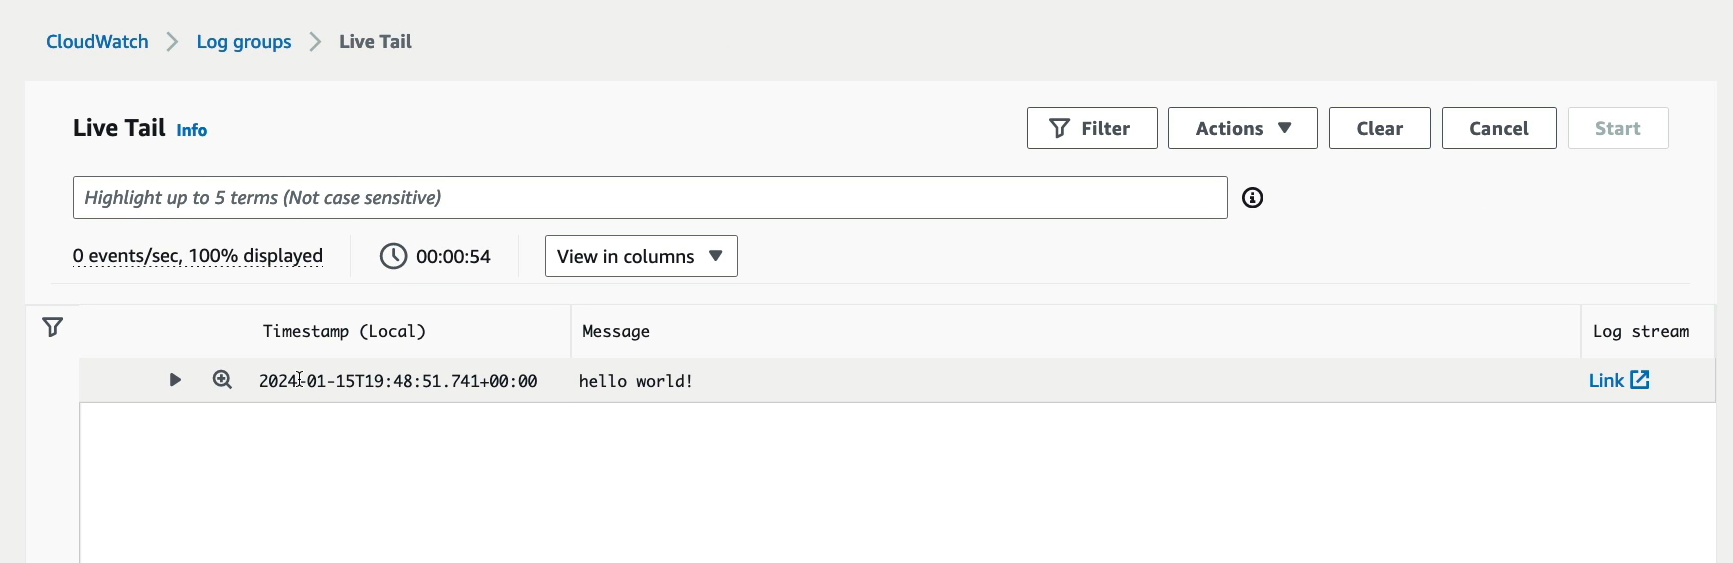 CloudWatch > Log groups > Live Tail
Live Tail Info Filter Actions Clear Cancel Start
Highlight up to 5 terms (Not case sensitive)
0 events/sec, 100% displayed 00:00:54 View in columns
Timestamp (Local) Message Log stream
2024-01-15T19:48:51.741+00:00 hello world! Link